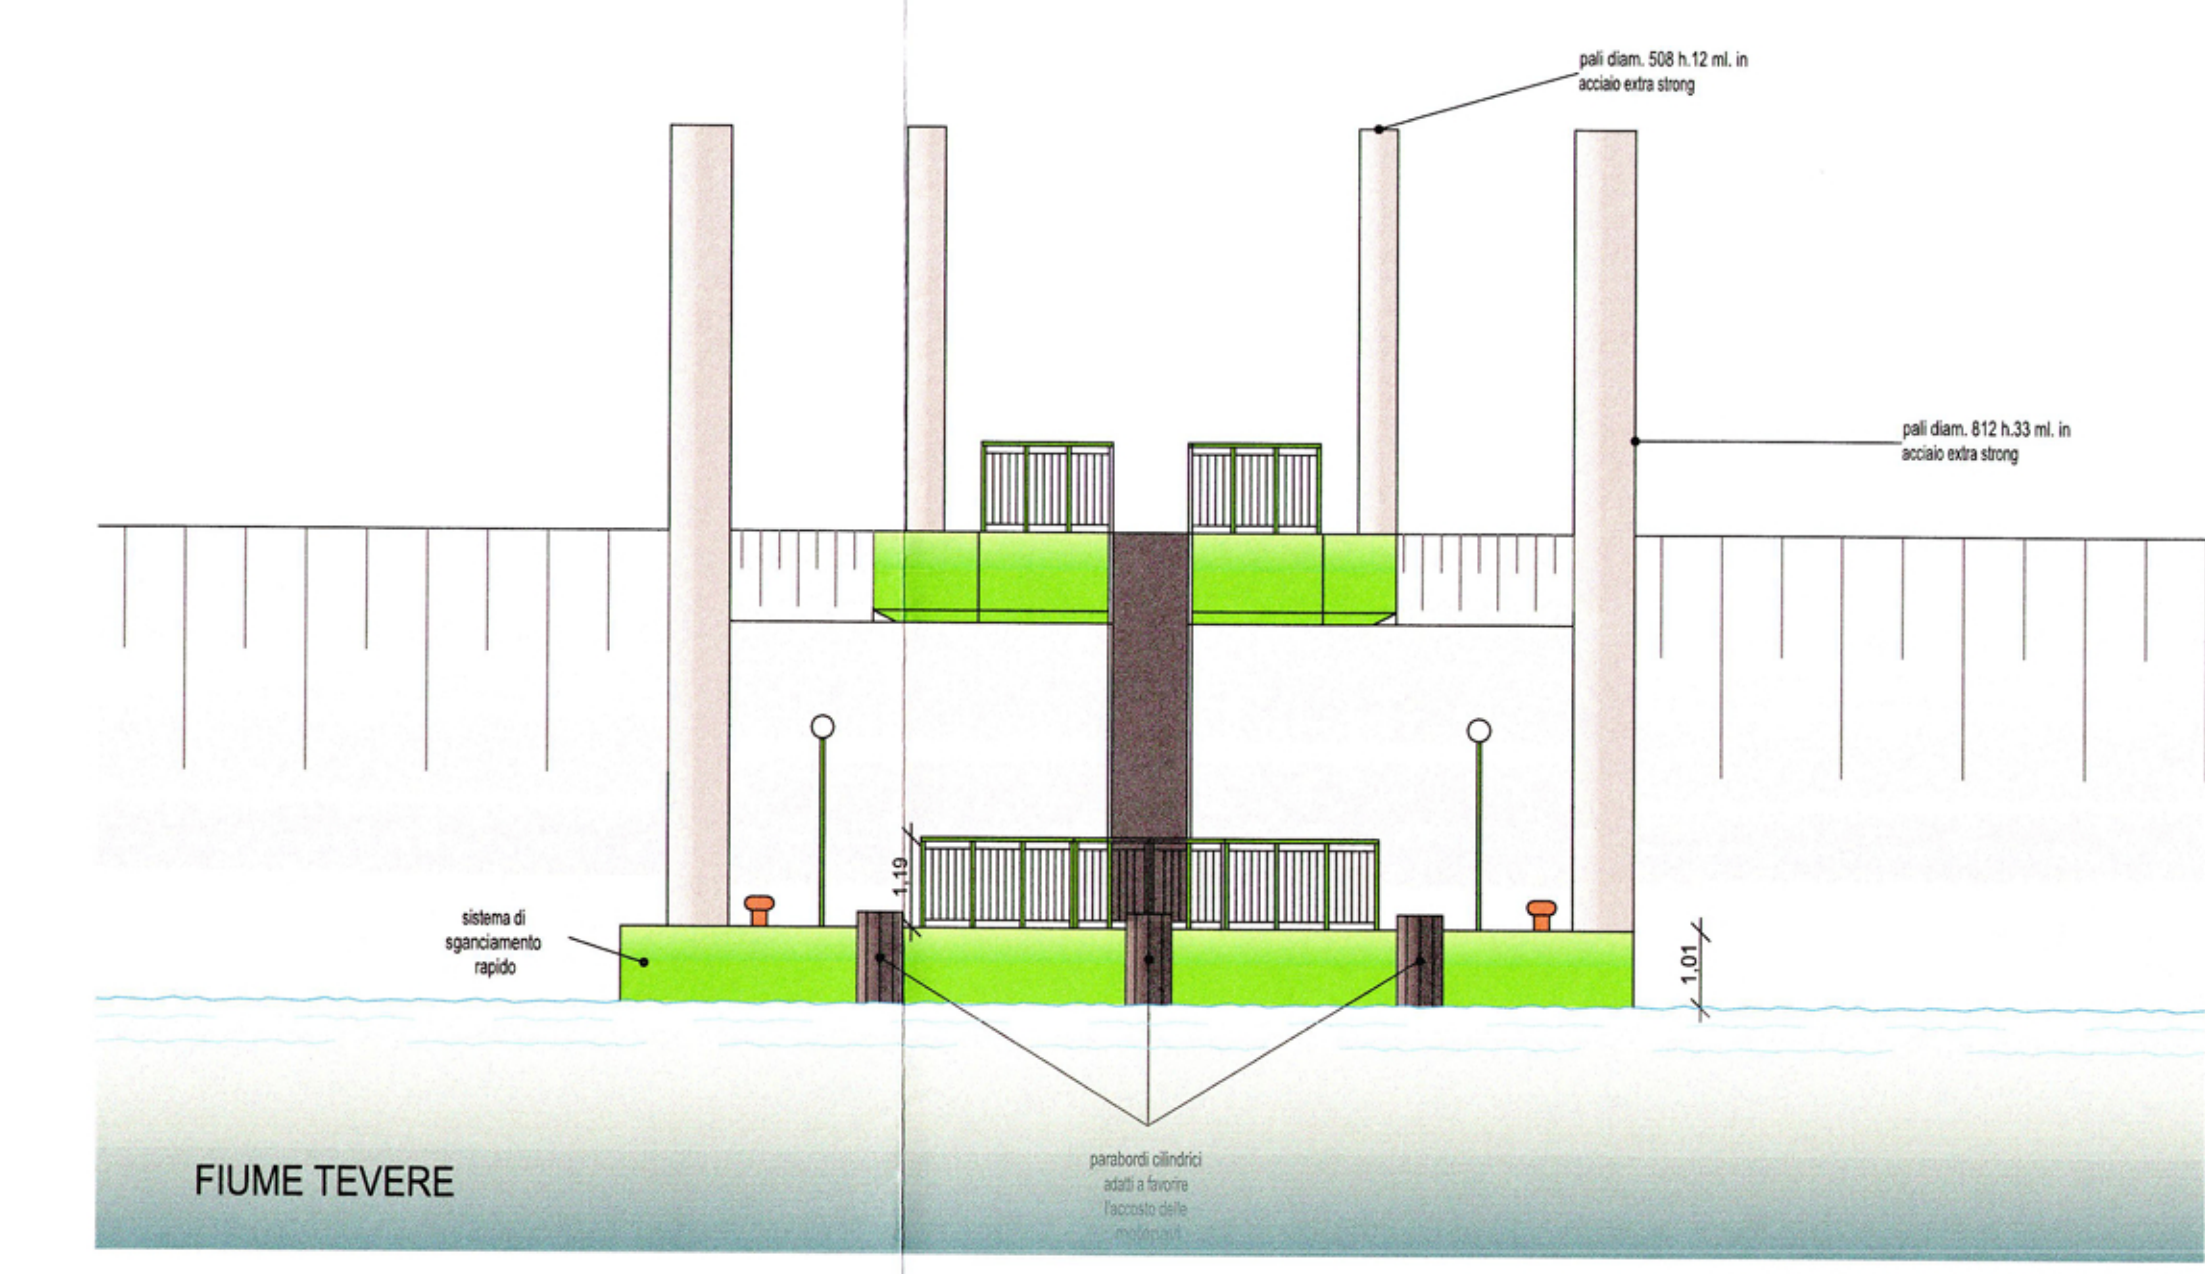 pali diam. 508 h.12 ml. in
acciaio extra strong
pali diam. 812 h.33 ml. in
acciaio extra strong
1,19
sistema di
sganciamento
rapido
1,01
FIUME TEVERE
parabordi cilindrici
adatti a favorire
l'accosto delle
motonavi